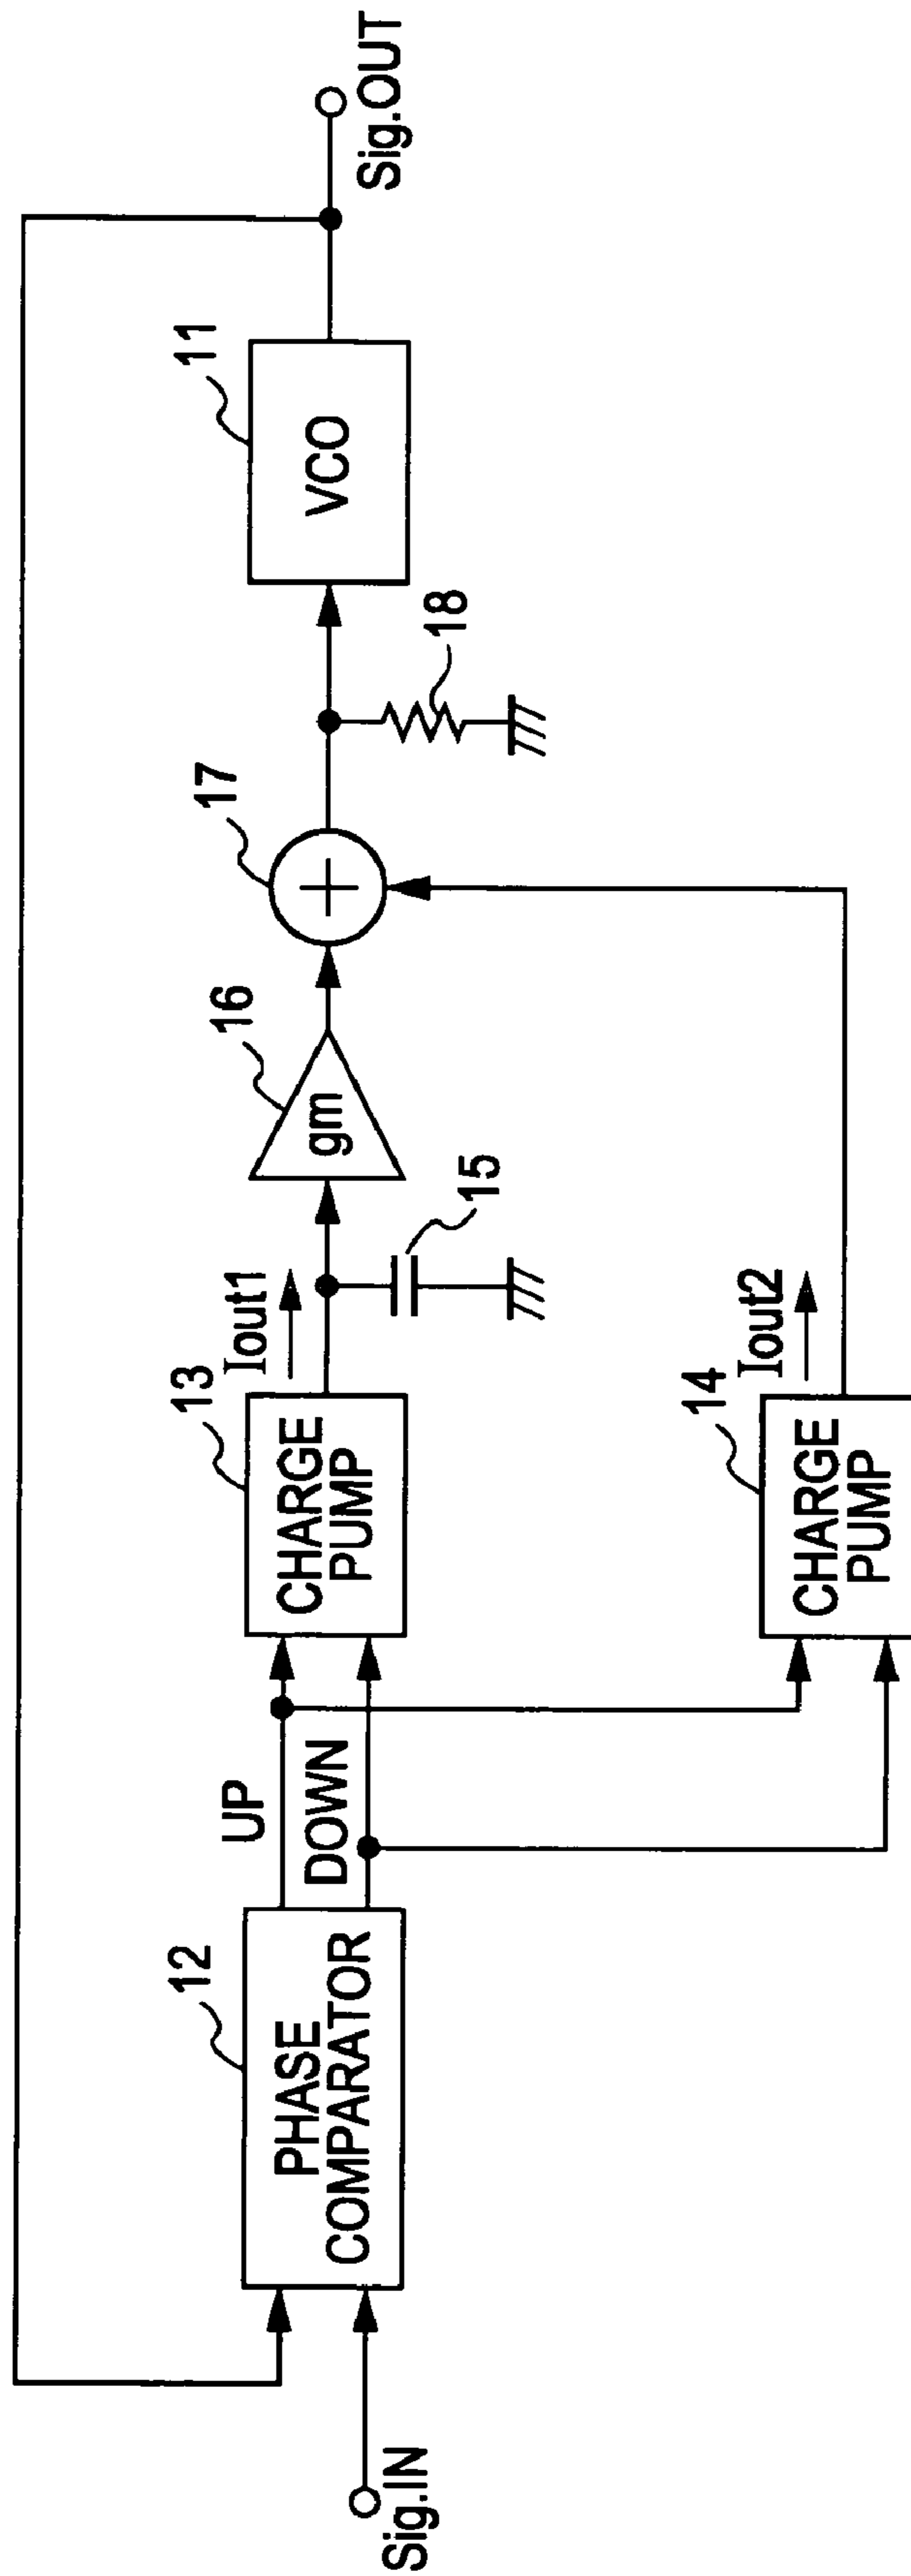 Sig.IN
12
PHASE
COMPARATOR
UP
DOWN
13
CHARGE
PUMP
Iout1
15
16
gm
17
18
11
VCO
Sig.OUT
14
CHARGE
PUMP
Iout2